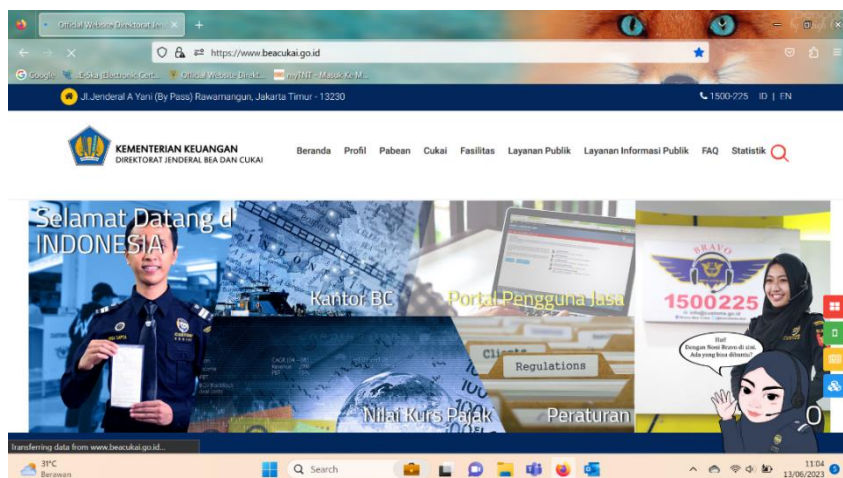 Official Website Direktorat Jen
https://www.beacukai.go.id
Google
Official Website Direkt...
myTNT - Masuk Ke M...
Jl.Jenderal A Yani (By Pass) Rawamangun, Jakarta Timur - 13230
1500-225 ID | EN
KEMENTERIAN KEUANGAN
DIREKTORAT JENDERAL BEA DAN CUKAI
Beranda Profil Pabean Cukai Fasilitas Layanan Publik Layanan Informasi Publik FAQ Statistik
Selamat Datang d
INDONESIA
Kantor BC
Portal Pengguna Jasa
BRAVO
1500225
info@customs.go.id
Hai!
Dengan Noni Bravo di sini.
Ada yang bisa dibantu?
Regulations
Nilai Kurs Pajak
Peraturan
Transferring data from www.beacukai.go.id...
31°C
Berawan
Search
11:04
13/06/2023